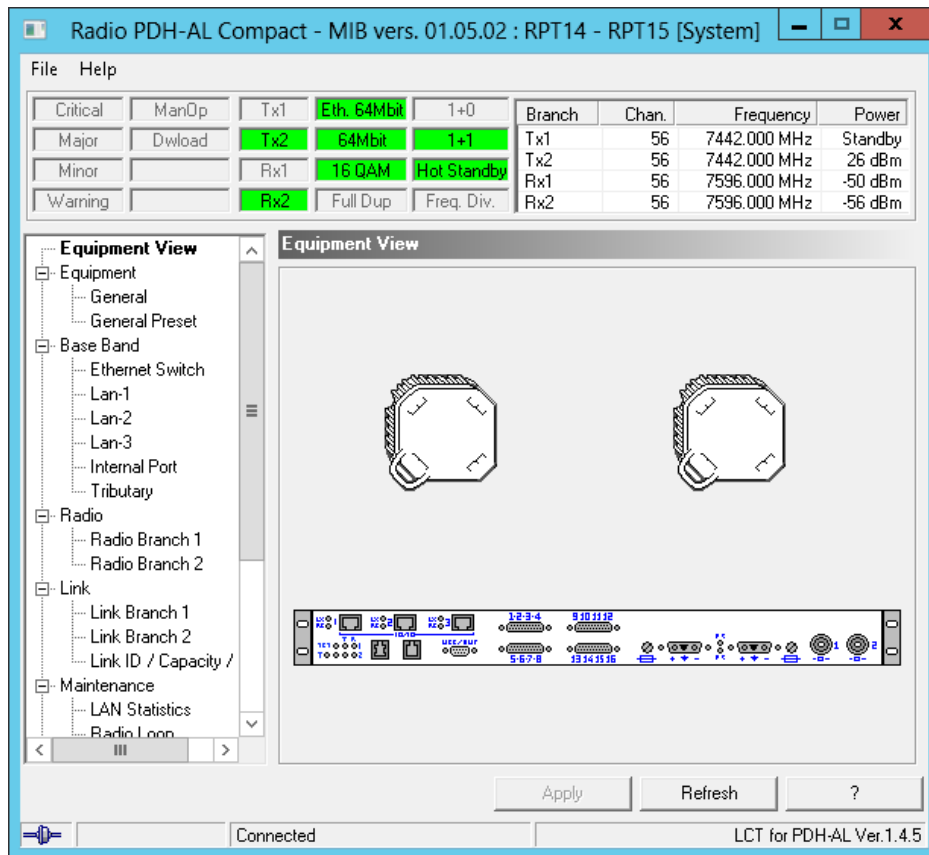 Radio PDH-AL Compact - MIB vers. 01.05.02 : RPT14 - RPT15 [System]
File Help
Critical ManOp Tx1 Eth. 64Mbit 1+0
Major Dwload Tx2 64Mbit 1+1
Minor Rx1 16 QAM Hot Standby
Warning Rx2 Full Dup Freq. Div.
Branch Chan. Frequency Power
Tx1 56 7442.000 MHz Standby
Tx2 56 7442.000 MHz 26 dBm
Rx1 56 7596.000 MHz -50 dBm
Rx2 56 7596.000 MHz -56 dBm
Equipment View
Equipment
General
General Preset
Base Band
Ethernet Switch
Lan-1
Lan-2
Lan-3
Internal Port
Tributary
Radio
Radio Branch 1
Radio Branch 2
Link
Link Branch 1
Link Branch 2
Link ID / Capacity /
Maintenance
LAN Statistics
Radio Loop
Equipment View
1-2-3-4 9 10 11 12
1 2 3
5-6-7-8 13 14 15 16
1 2
Apply Refresh ?
Connected LCT for PDH-AL Ver.1.4.5